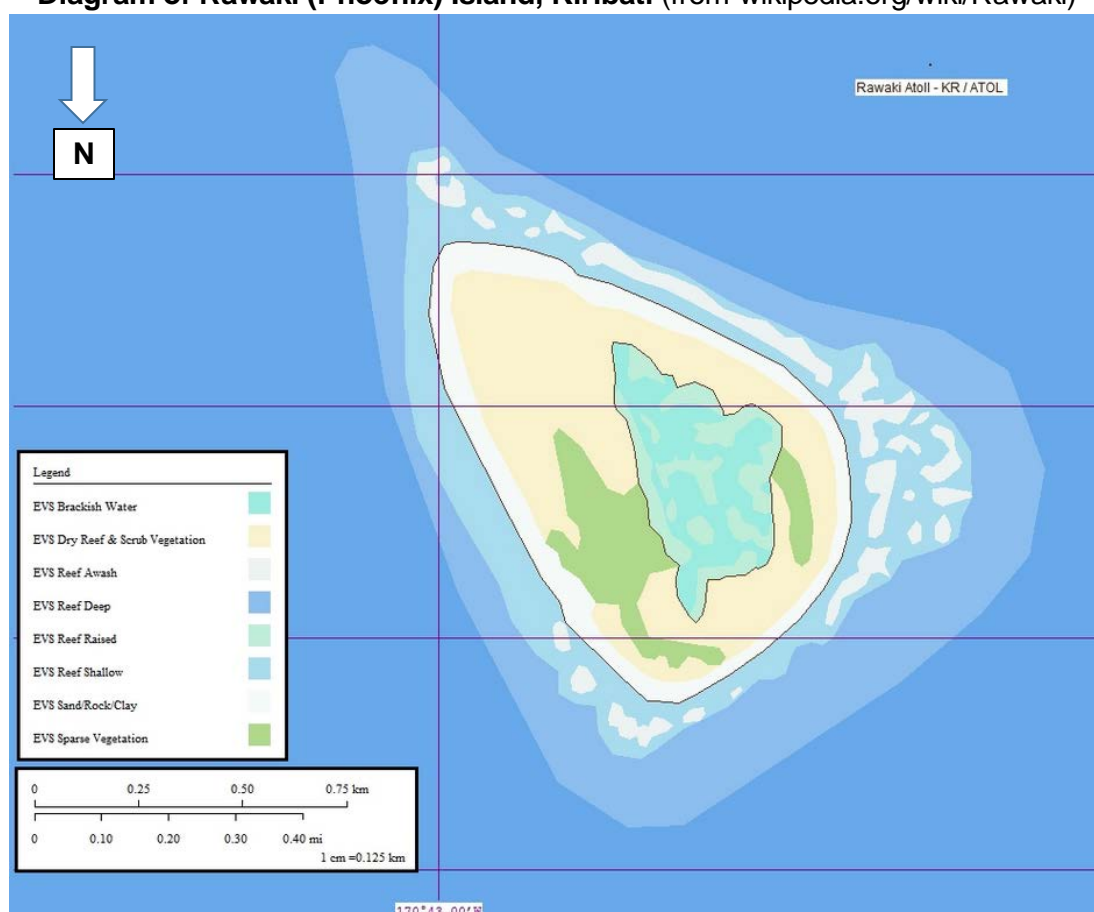 Diagram of Rawaki (Phoenix) Island, Kiribati (from wikipedia.org/wiki/Rawaki)
N
Rawaki Atoll - KR / ATOL
Legend
EVS Brackish Water
EVS Dry Reef & Scrub Vegetation
EVS Reef Awash
EVS Reef Deep
EVS Reef Raised
EVS Reef Shallow
EVS Sand/Rock/Clay
EVS Sparse Vegetation
0 0.25 0.50 0.75 km
0 0.10 0.20 0.30 0.40 mi
1 cm =0.125 km
170°43.00'W